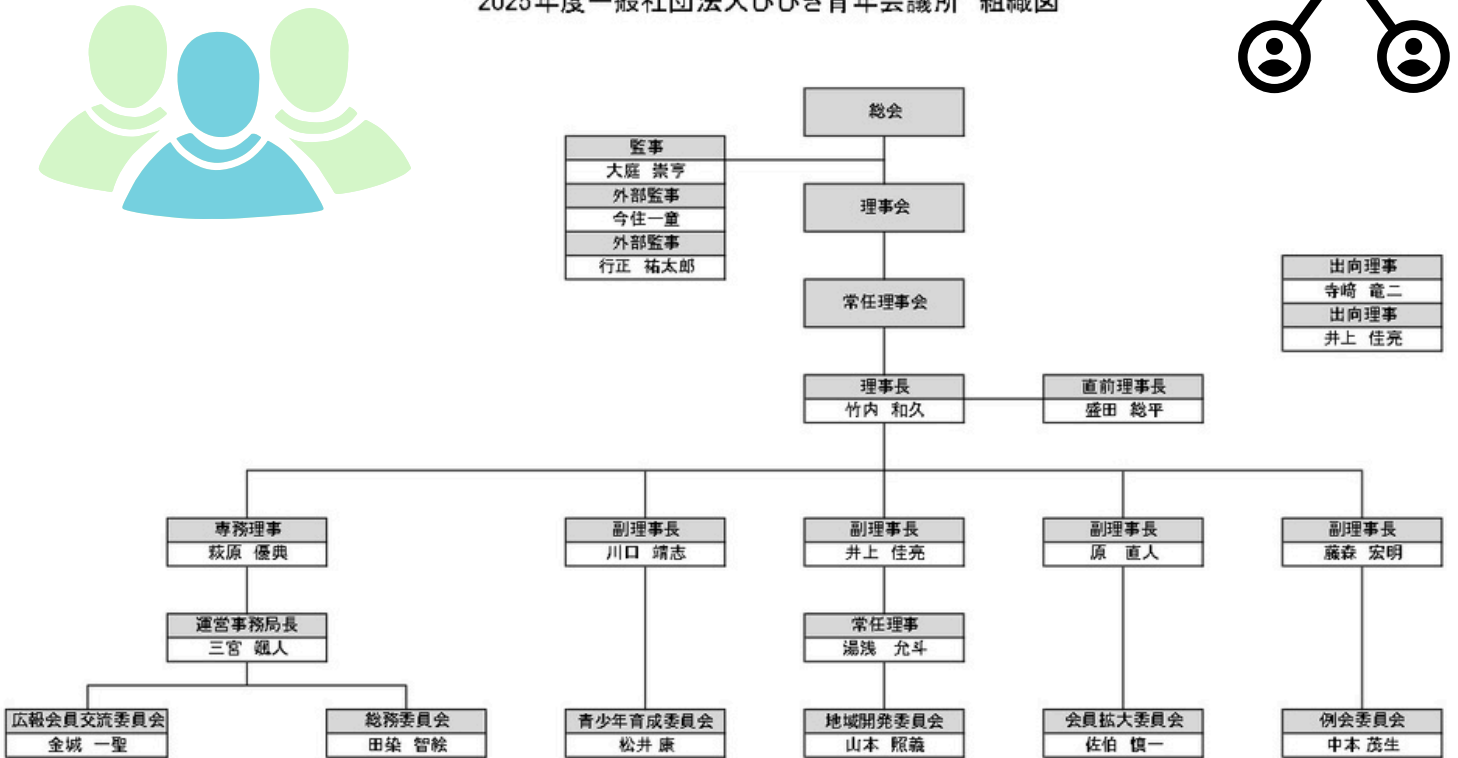 2025年度一般社団法人ひびき青年会議所 組織図
総会
監事
大庭 崇亨
外部監事
今住一童
外部監事
行正 祐太郎
理事会
常任理事会
出向理事
寺崎 竜二
出向理事
井上 佳亮
理事長
竹内 和久
直前理事長
盛田 総平
専務理事
萩原 優典
副理事長
川口 靖志
副理事長
井上 佳亮
副理事長
原 直人
副理事長
藤森 宏明
運営事務局長
三宮 颯人
常任理事
湯浅 允斗
広報会員交流委員会
金城 一聖
総務委員会
田染 智絵
青少年育成委員会
松井 康
地域開発委員会
山本 照義
会員拡大委員会
佐伯 慎一
例会委員会
中本 茂生